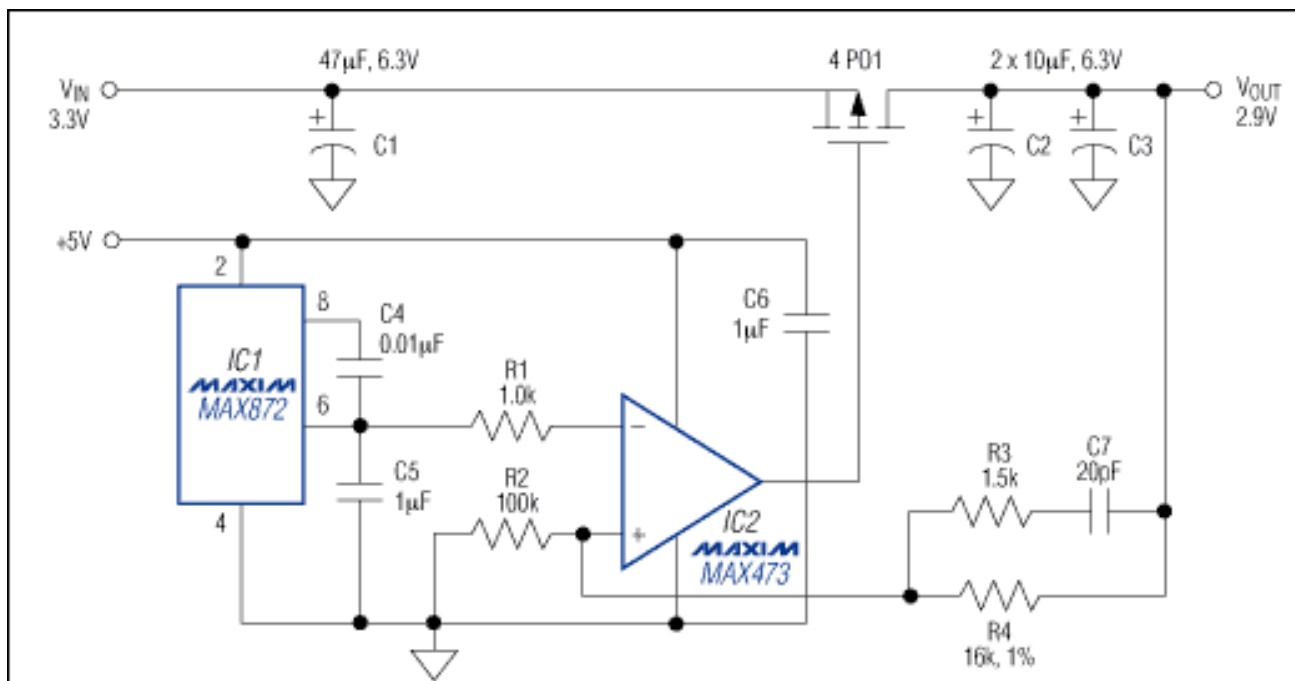 47μF, 6.3V
4 P01
2 x 10μF, 6.3V
VIN
3.3V
VOUT
2.9V
+
C1
+
C2
+
C3
+5V
2
8
C4
0.01μF
C6
1μF
IC1
MAXIM
MAX872
6
R1
1.0k
−
C5
1μF
R2
100k
4
+
IC2
MAXIM
MAX473
R3
1.5k
C7
20pF
R4
16k, 1%